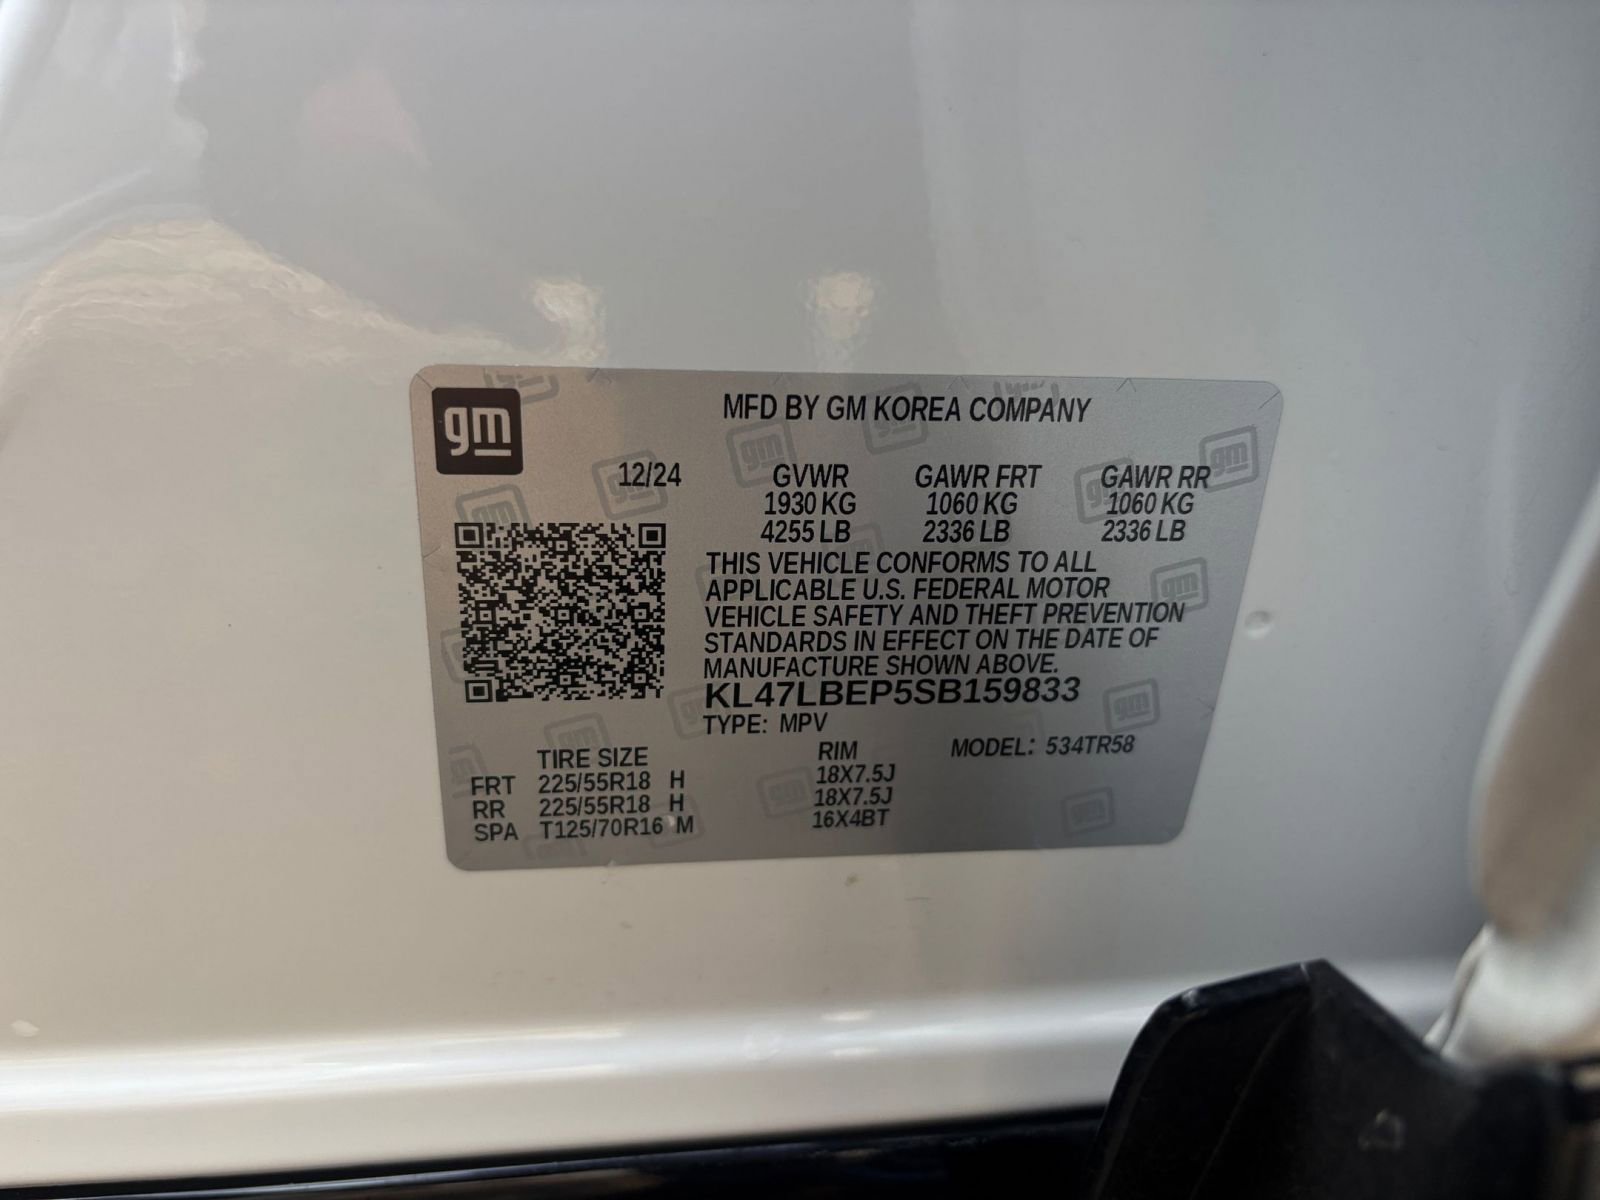 gm
MFD BY GM KOREA COMPANY
12/24 GVWR GAWR FRT GAWR RR
1930 KG 1060 KG 1060 KG
4255 LB 2336 LB 2336 LB
THIS VEHICLE CONFORMS TO ALL
APPLICABLE U.S. FEDERAL MOTOR
VEHICLE SAFETY AND THEFT PREVENTION
STANDARDS IN EFFECT ON THE DATE OF
MANUFACTURE SHOWN ABOVE.
KL47LBEP5SB159833
TYPE: MPV
TIRE SIZE RIM MODEL: 534TR58
FRT 225/55R18 H 18X7.5J
RR 225/55R18 H 18X7.5J
SPA T125/70R16 M 16X4BT